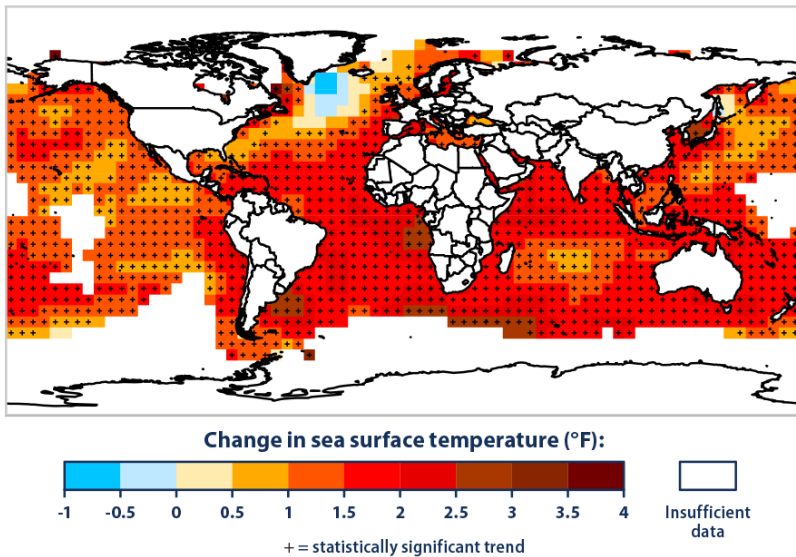 Change in sea surface temperature (°F):
-1 -0.5 0 0.5 1 1.5 2 2.5 3 3.5 4
Insufficient
data
+ = statistically significant trend